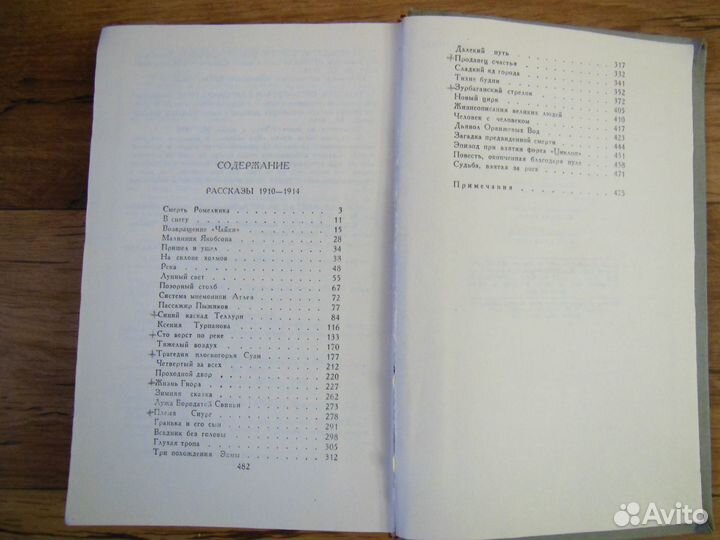 СОДЕРЖАНИЕ
РАССКАЗЫ 1910—1914
Смерть Ромелинка . . . . . . . . . 3
В снегу . . . . . . . . . 11
Возвращение «Чайки» . . . . . . . . . 15
Малинник Якобсона . . . . . . . . . 28
Пришел и ушел . . . . . . . . . 34
На склоне холмов . . . . . . . . . 38
Река . . . . . . . . . 48
Лунный свет . . . . . . . . . 55
Позорный столб . . . . . . . . . 67
Система мнемоники Атлея . . . . . . . . . 72
Пассажир Пыжиков . . . . . . . . . 77
Синий каскад Теллури . . . . . . . . . 84
Ксения Турпанова . . . . . . . . . 116
Сто верст по реке . . . . . . . . . 133
Тяжелый воздух . . . . . . . . . 170
Трагедия плоскогорья Суан . . . . . . . . . 177
Четвертый за всех . . . . . . . . . 212
Проходной двор . . . . . . . . . 220
Жизнь Гнора . . . . . . . . . 227
Зимняя сказка . . . . . . . . . 262
Лужа Бородатой Свиньи . . . . . . . . . 273
Племя Сиург . . . . . . . . . 278
Гранька и его сын . . . . . . . . . 291
Всадник без головы . . . . . . . . . 298
Глухая тропа . . . . . . . . . 305
Три похождения Эхмы . . . . . . . . . 312
482
Далекий путь . . . . . . . . . 317
Продавец счастья . . . . . . . . . 332
Сладкий яд города . . . . . . . . . 341
Тихие будни . . . . . . . . . 352
Зурбаганский стрелок . . . . . . . . . 372
Новый цирк . . . . . . . . . 405
Жизнеописания великих людей . . . . . . . . . 410
Человек с человеком . . . . . . . . . 417
Дьявол Оранжевых Вод . . . . . . . . . 423
Загадка предвиденной смерти . . . . . . . . . 444
Эпизод при взятии форта «Циклоп» . . . . . . . . . 451
Повесть, оконченная благодаря пуле . . . . . . . . . 458
Судьба, взятая за рога . . . . . . . . . 471
Примечания . . . . . . . . . 475
Avito